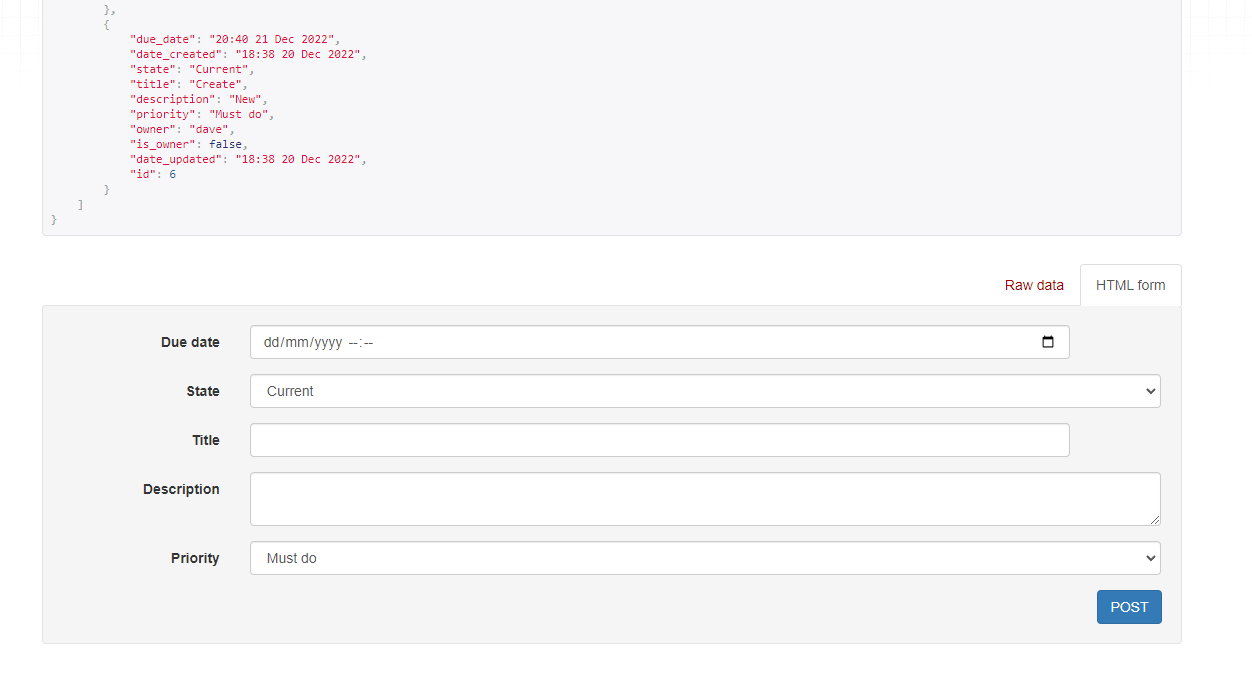 },
{
"due_date": "20:40 21 Dec 2022",
"date_created": "18:38 20 Dec 2022",
"state": "Current",
"title": "Create",
"description": "New",
"priority": "Must do",
"owner": "dave",
"is_owner": false,
"date_updated": "18:38 20 Dec 2022",
"id": 6
}
]
}
Raw data HTML form
Due date dd/mm/yyyy --:--
State Current
Title
Description
Priority Must do
POST